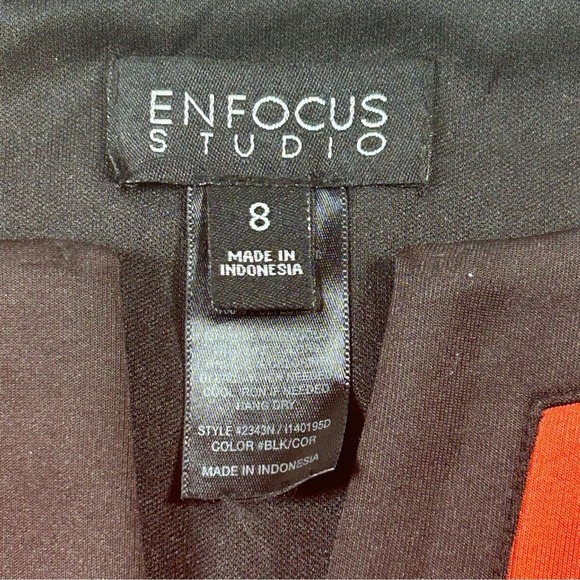 ENFOCUS
STUDIO
8
MADE IN
INDONESIA
COOL IRON IF NEEDED
HANG DRY
STYLE #2343N / I140195D
COLOR #BLK/COR
MADE IN INDONESIA